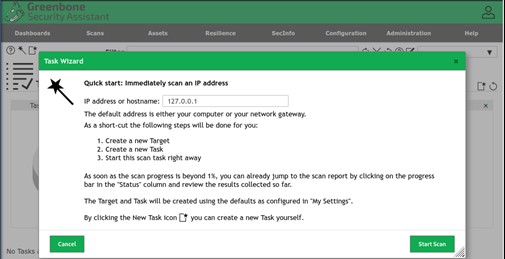 Greenbone
Security Assistant
Dashboards Scans Assets Resilience SecInfo Configuration Administration Help
Filter
Task Wizard ×
Quick start: Immediately scan an IP address
IP address or hostname: 127.0.0.1
The default address is either your computer or your network gateway.
As a short-cut the following steps will be done for you:
1. Create a new Target
2. Create a new Task
3. Start this scan task right away
As soon as the scan progress is beyond 1%, you can already jump to the scan report by clicking on the progress
bar in the "Status" column and review the results collected so far.
The Target and Task will be created using the defaults as configured in "My Settings".
By clicking the New Task icon you can create a new Task yourself.
Cancel Start Scan
No Tasks